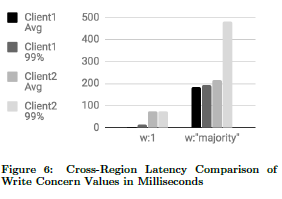 Client1
Avg
Client1
99%
Client2
Avg
Client2
99%
500
400
300
200
100
0
w:1
w:"majority"
Figure 6: Cross-Region Latency Comparison of
Write Concern Values in Milliseconds